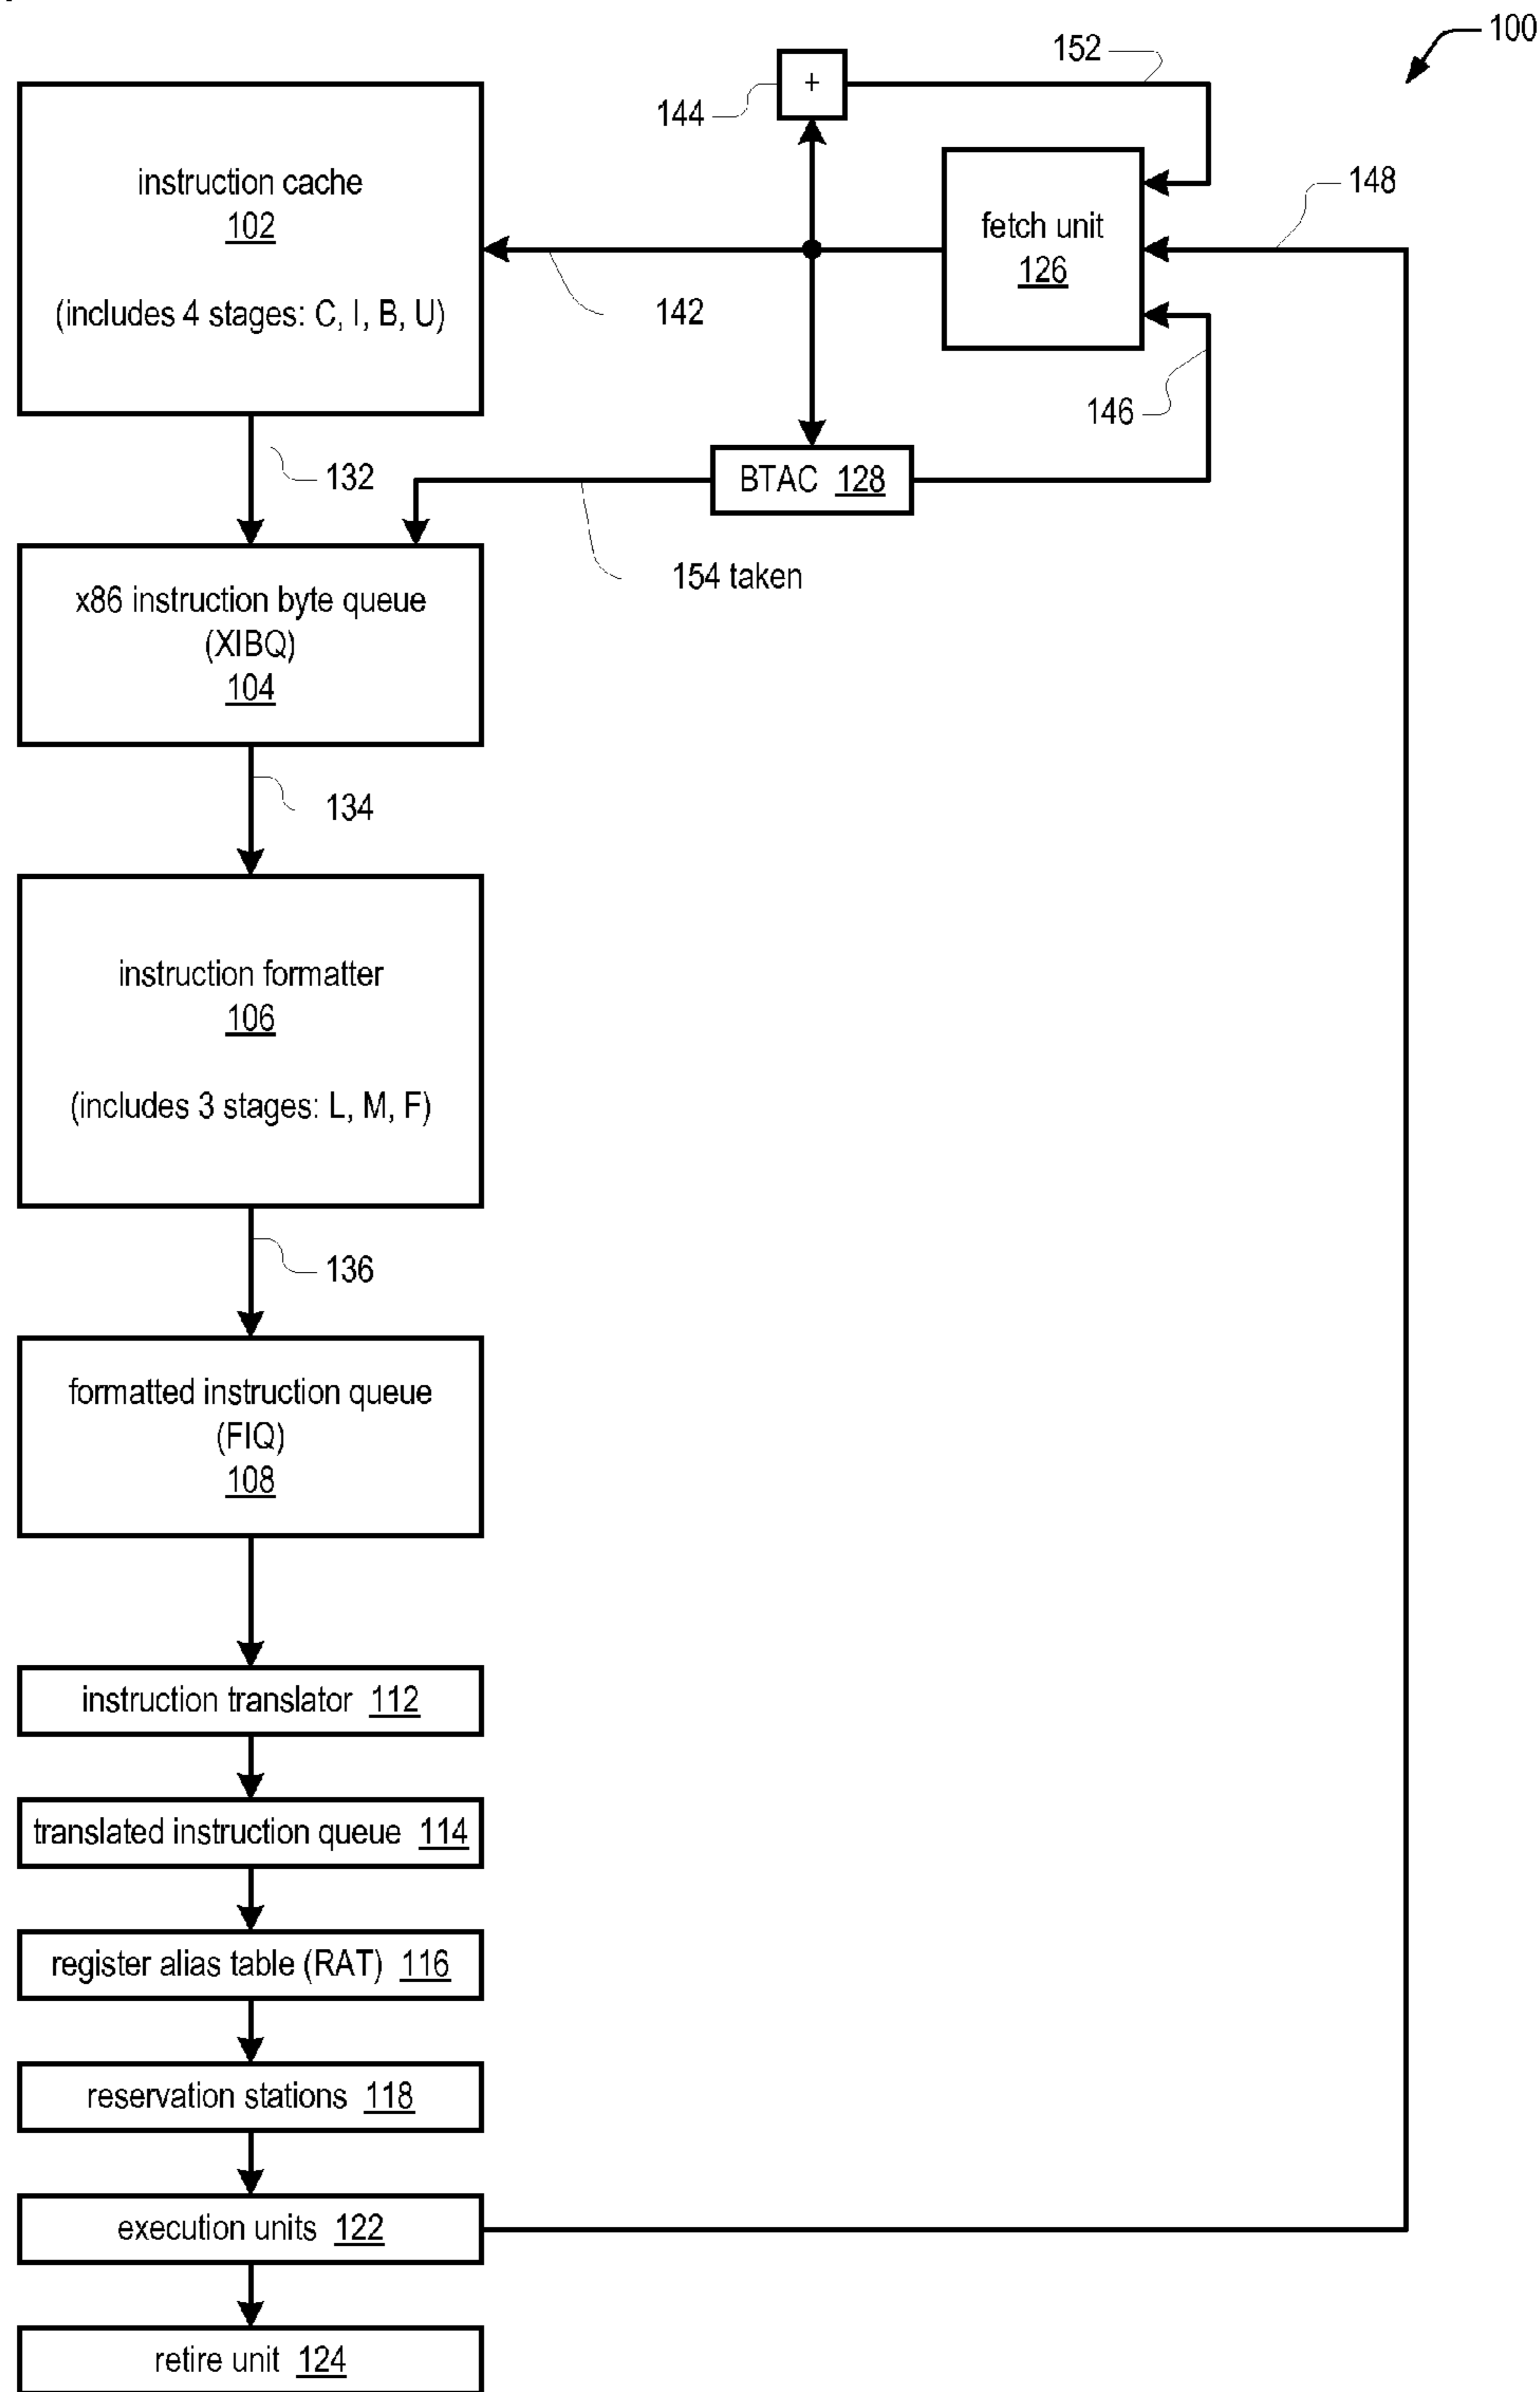 100
152
+
144
instruction cache
102
(includes 4 stages: C, I, B, U)
148
fetch unit
126
142
146
132
BTAC 128
154 taken
x86 instruction byte queue
(XIBQ)
104
134
instruction formatter
106
(includes 3 stages: L, M, F)
136
formatted instruction queue
(FIQ)
108
instruction translator 112
translated instruction queue 114
register alias table (RAT) 116
reservation stations 118
execution units 122
retire unit 124